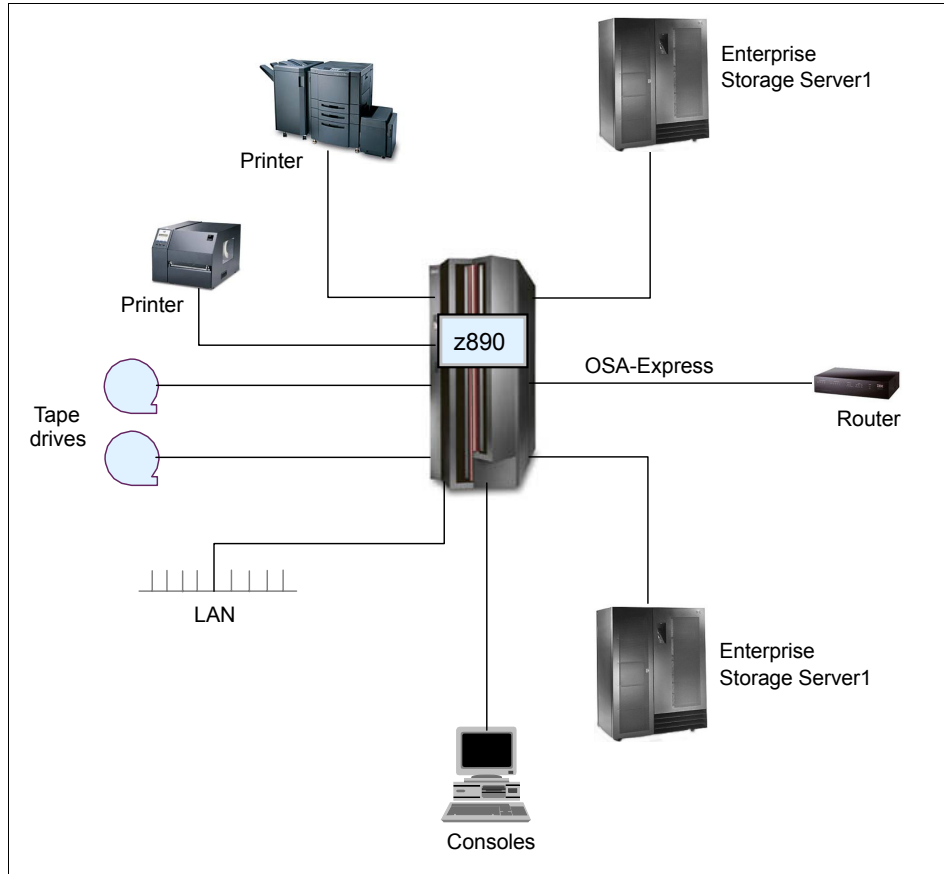 Enterprise
Storage Server1
Printer
Printer
z890
OSA-Express
Router
Tape
drives
LAN
Enterprise
Storage Server1
Consoles